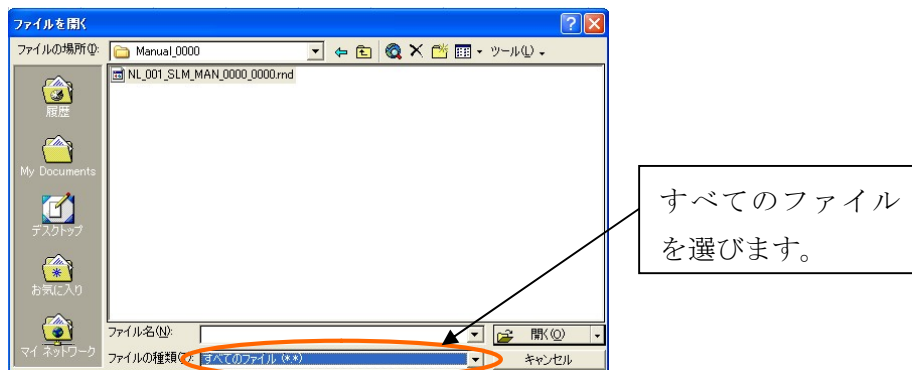 ファイルを開く
ファイルの場所(I):
Manual_0000
ツール(L)
NL_001_SLM_MAN_0000_0000.rnd
履歴
My Documents
デスクトップ
お気に入り
マイ ネットワーク
ファイル名(N):
開く(O)
ファイルの種類(T):
すべてのファイル (*.*)
キャンセル
すべてのファイル
を選びます。